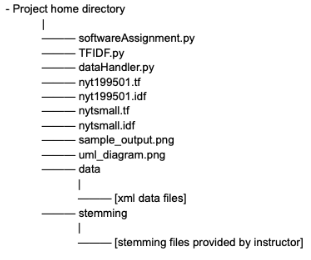 - Project home directory
|
——— softwareAssignment.py
——— TFIDF.py
——— dataHandler.py
——— nyt199501.tf
——— nyt199501.idf
——— nytsmall.tf
——— nytsmall.idf
——— sample_output.png
——— uml_diagram.png
——— data
|
——— [xml data files]
——— stemming
|
——— [stemming files provided by instructor]